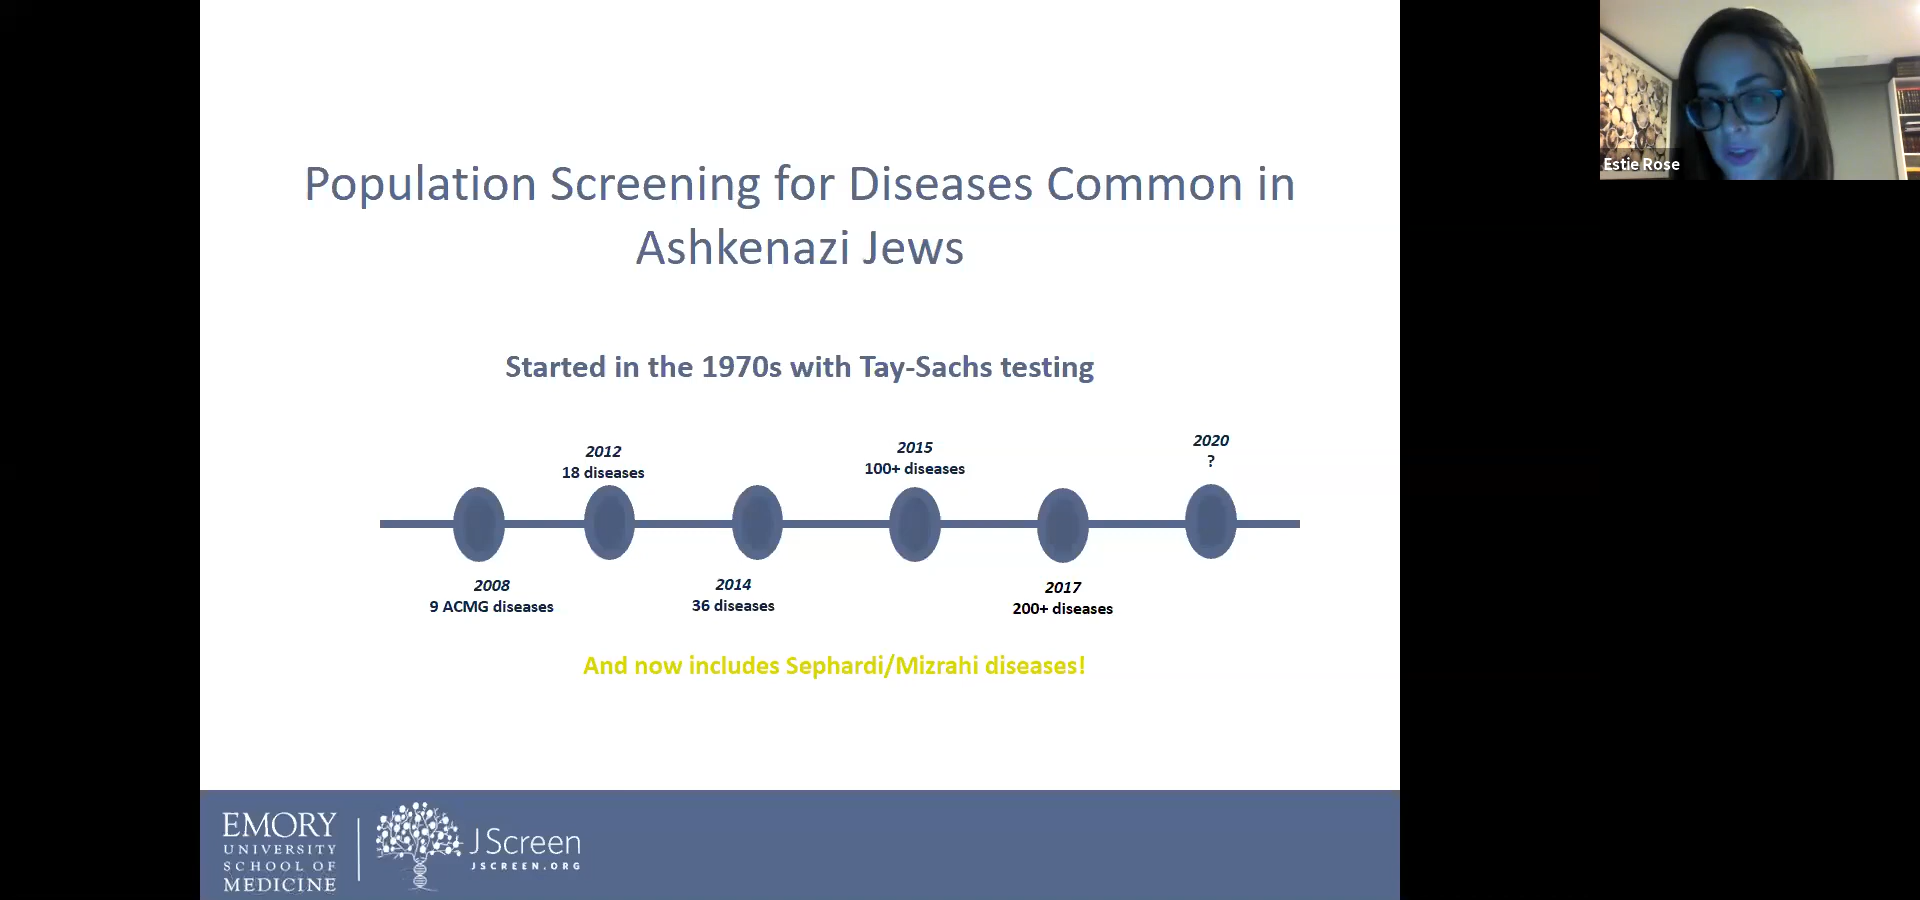 Population Screening for Diseases Common in
Ashkenazi Jews
Started in the 1970s with Tay-Sachs testing
2008
9 ACMG diseases
2012
18 diseases
2014
36 diseases
2015
100+ diseases
2017
200+ diseases
2020
?
And now includes Sephardi/Mizrahi diseases!
EMORY
UNIVERSITY
SCHOOL OF
MEDICINE
JScreen
JSCREEN.ORG
Estie Rose